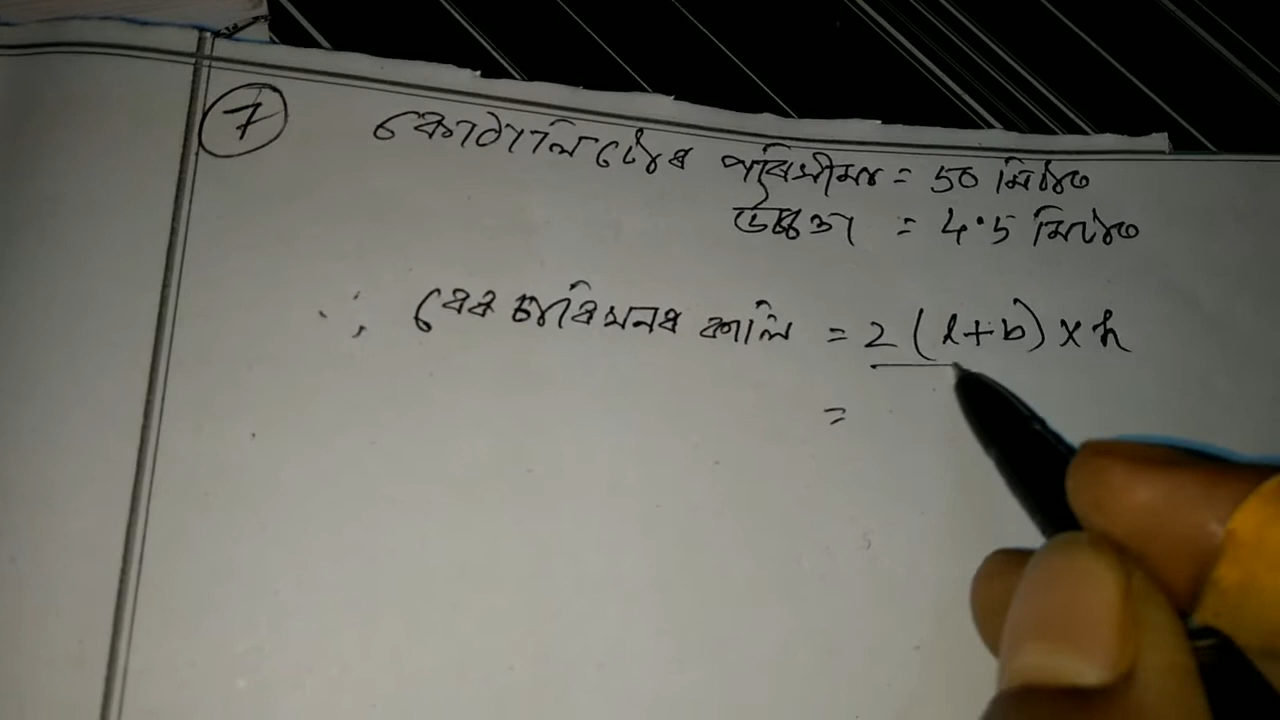 7 কোঠালিটোৰ পৰিসীমা = 50 মিটাৰ
উচ্চতা = 4.5 মিটাৰ
∴ বেৰ চাৰিখনৰ কালি = 2 (l+b) × h
=